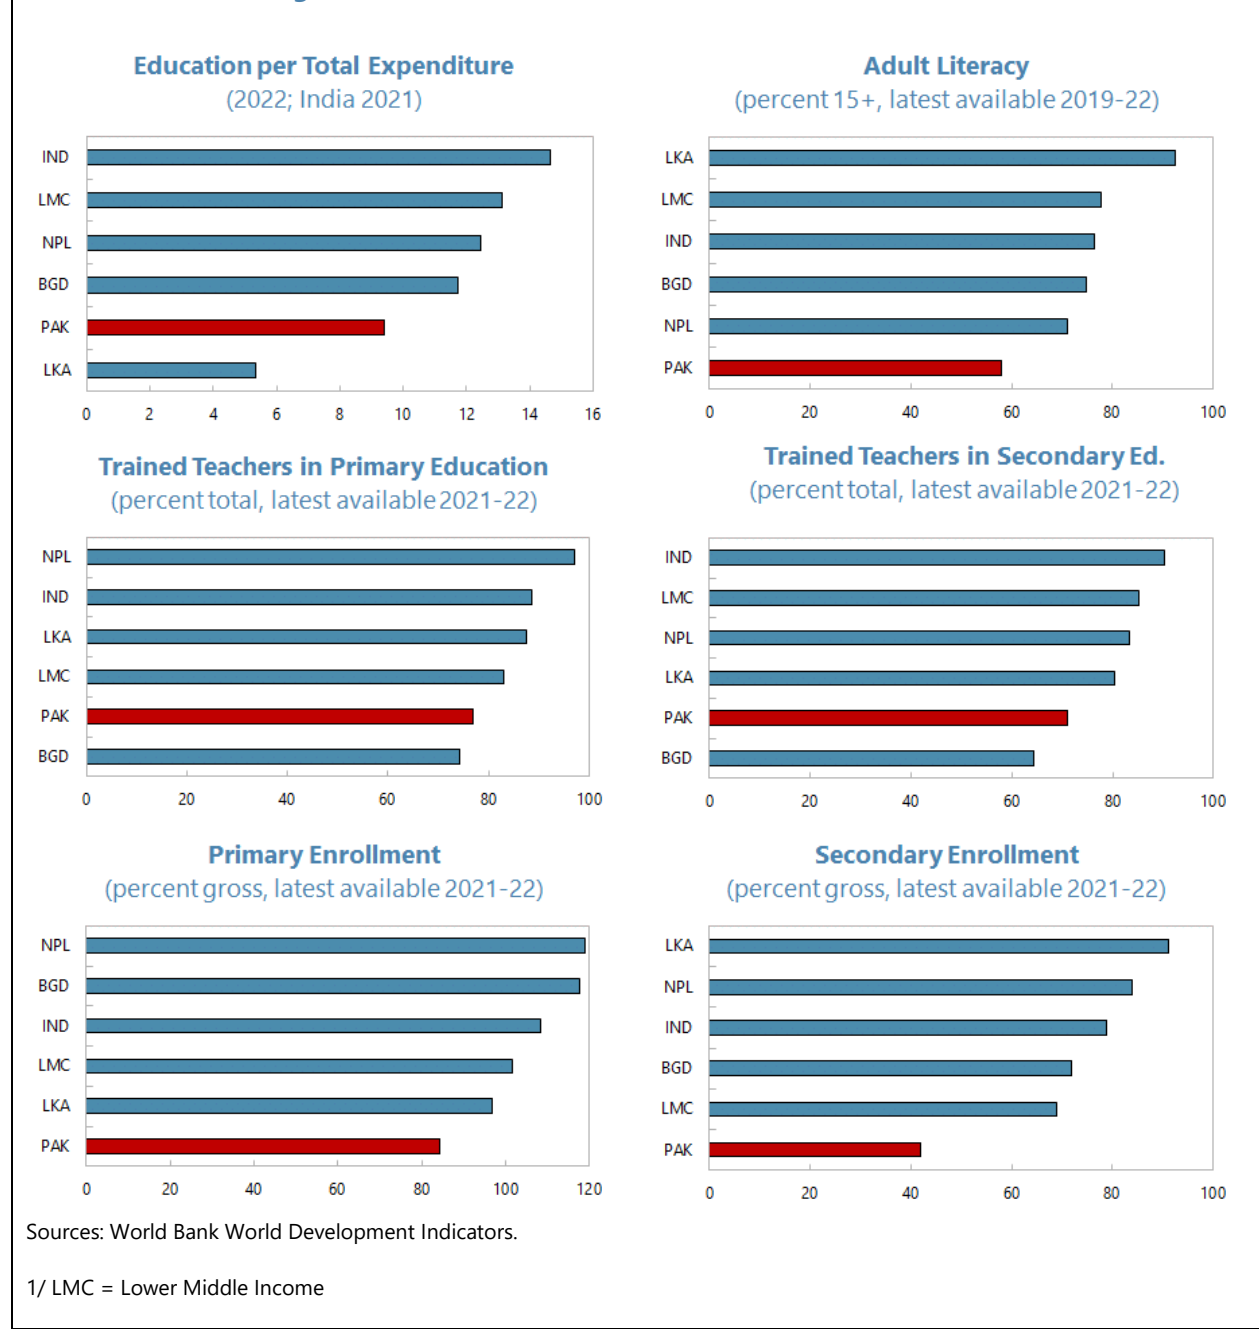 Education per Total Expenditure
(2022; India 2021)
IND
LMC
NPL
BGD
PAK
LKA
0 2 4 6 8 10 12 14 16
Adult Literacy
(percent 15+, latest available 2019-22)
LKA
LMC
IND
BGD
NPL
PAK
0 20 40 60 80 100
Trained Teachers in Primary Education
(percent total, latest available 2021-22)
NPL
IND
LKA
LMC
PAK
BGD
0 20 40 60 80 100
Trained Teachers in Secondary Ed.
(percent total, latest available 2021-22)
IND
LMC
NPL
LKA
PAK
BGD
0 20 40 60 80 100
Primary Enrollment
(percent gross, latest available 2021-22)
NPL
BGD
IND
LMC
LKA
PAK
0 20 40 60 80 100 120
Secondary Enrollment
(percent gross, latest available 2021-22)
LKA
NPL
IND
BGD
LMC
PAK
0 20 40 60 80 100
Sources: World Bank World Development Indicators.
1/ LMC = Lower Middle Income